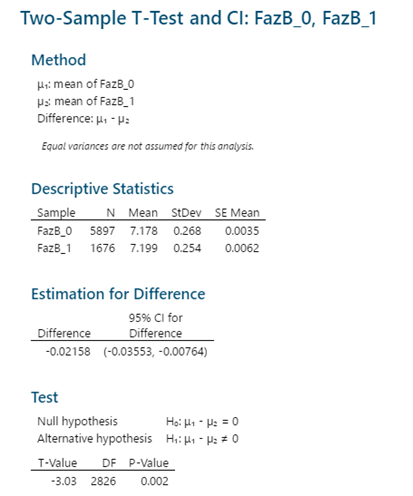 Two-Sample T-Test and CI: FazB_0, FazB_1
Method
μ₁: mean of FazB_0
μ₂: mean of FazB_1
Difference: μ₁ - μ₂
Equal variances are not assumed for this analysis.
Descriptive Statistics
Sample N Mean StDev SE Mean
FazB_0 5897 7.178 0.268 0.0035
FazB_1 1676 7.199 0.254 0.0062
Estimation for Difference
95% CI for
Difference Difference
-0.02158 (-0.03553, -0.00764)
Test
Null hypothesis H₀: μ₁ - μ₂ = 0
Alternative hypothesis H₁: μ₁ - μ₂ ≠ 0
T-Value DF P-Value
-3.03 2826 0.002